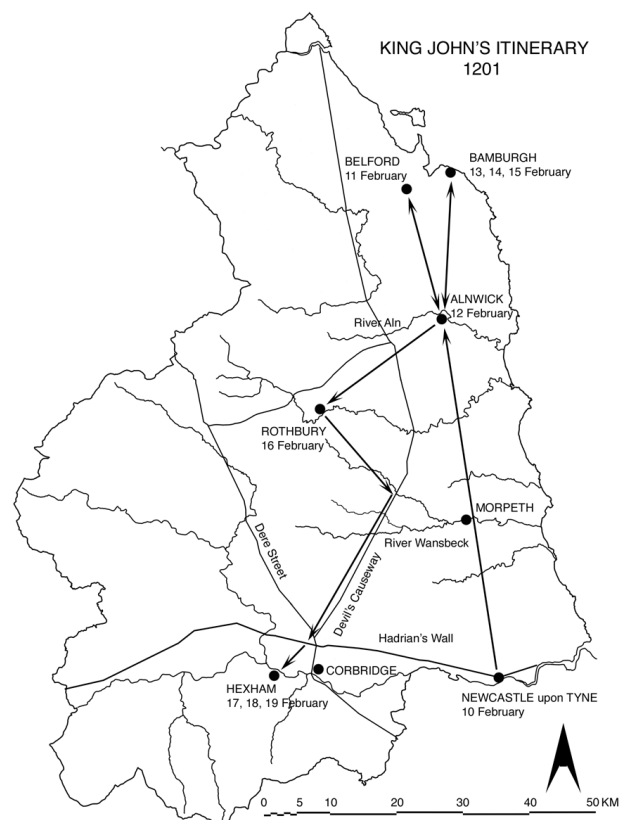 KING JOHN'S ITINERARY
1201
BELFORD
11 February
BAMBURGH
13, 14, 15 February
ALNWICK
12 February
River Aln
ROTHBURY
16 February
MORPETH
River Wansbeck
Dere Street
Devil's Causeway
Hadrian's Wall
CORBRIDGE
HEXHAM
17, 18, 19 February
NEWCASTLE upon TYNE
10 February
0 5 10 20 30 40 50 KM